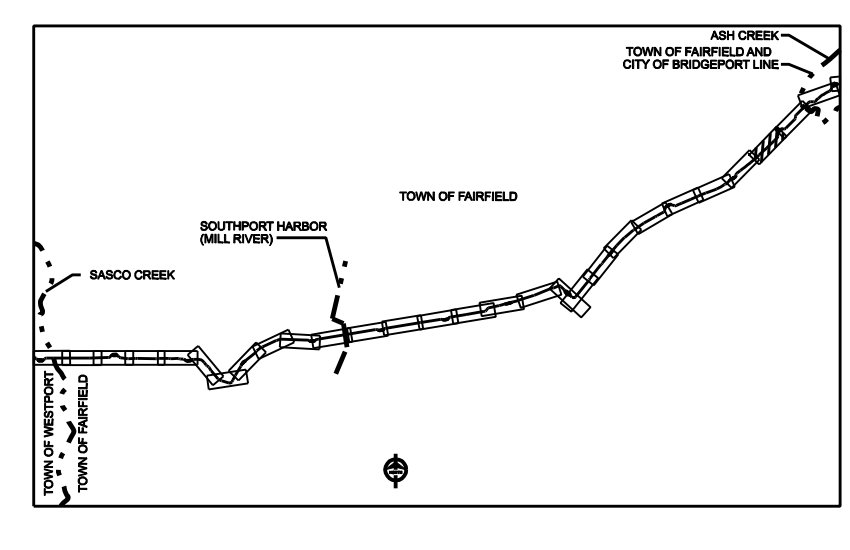 ASH CREEK
TOWN OF FAIRFIELD AND
CITY OF BRIDGEPORT LINE
TOWN OF FAIRFIELD
SOUTHPORT HARBOR
(MILL RIVER)
SASCO CREEK
TOWN OF WESTPORT
TOWN OF FAIRFIELD
NORTH